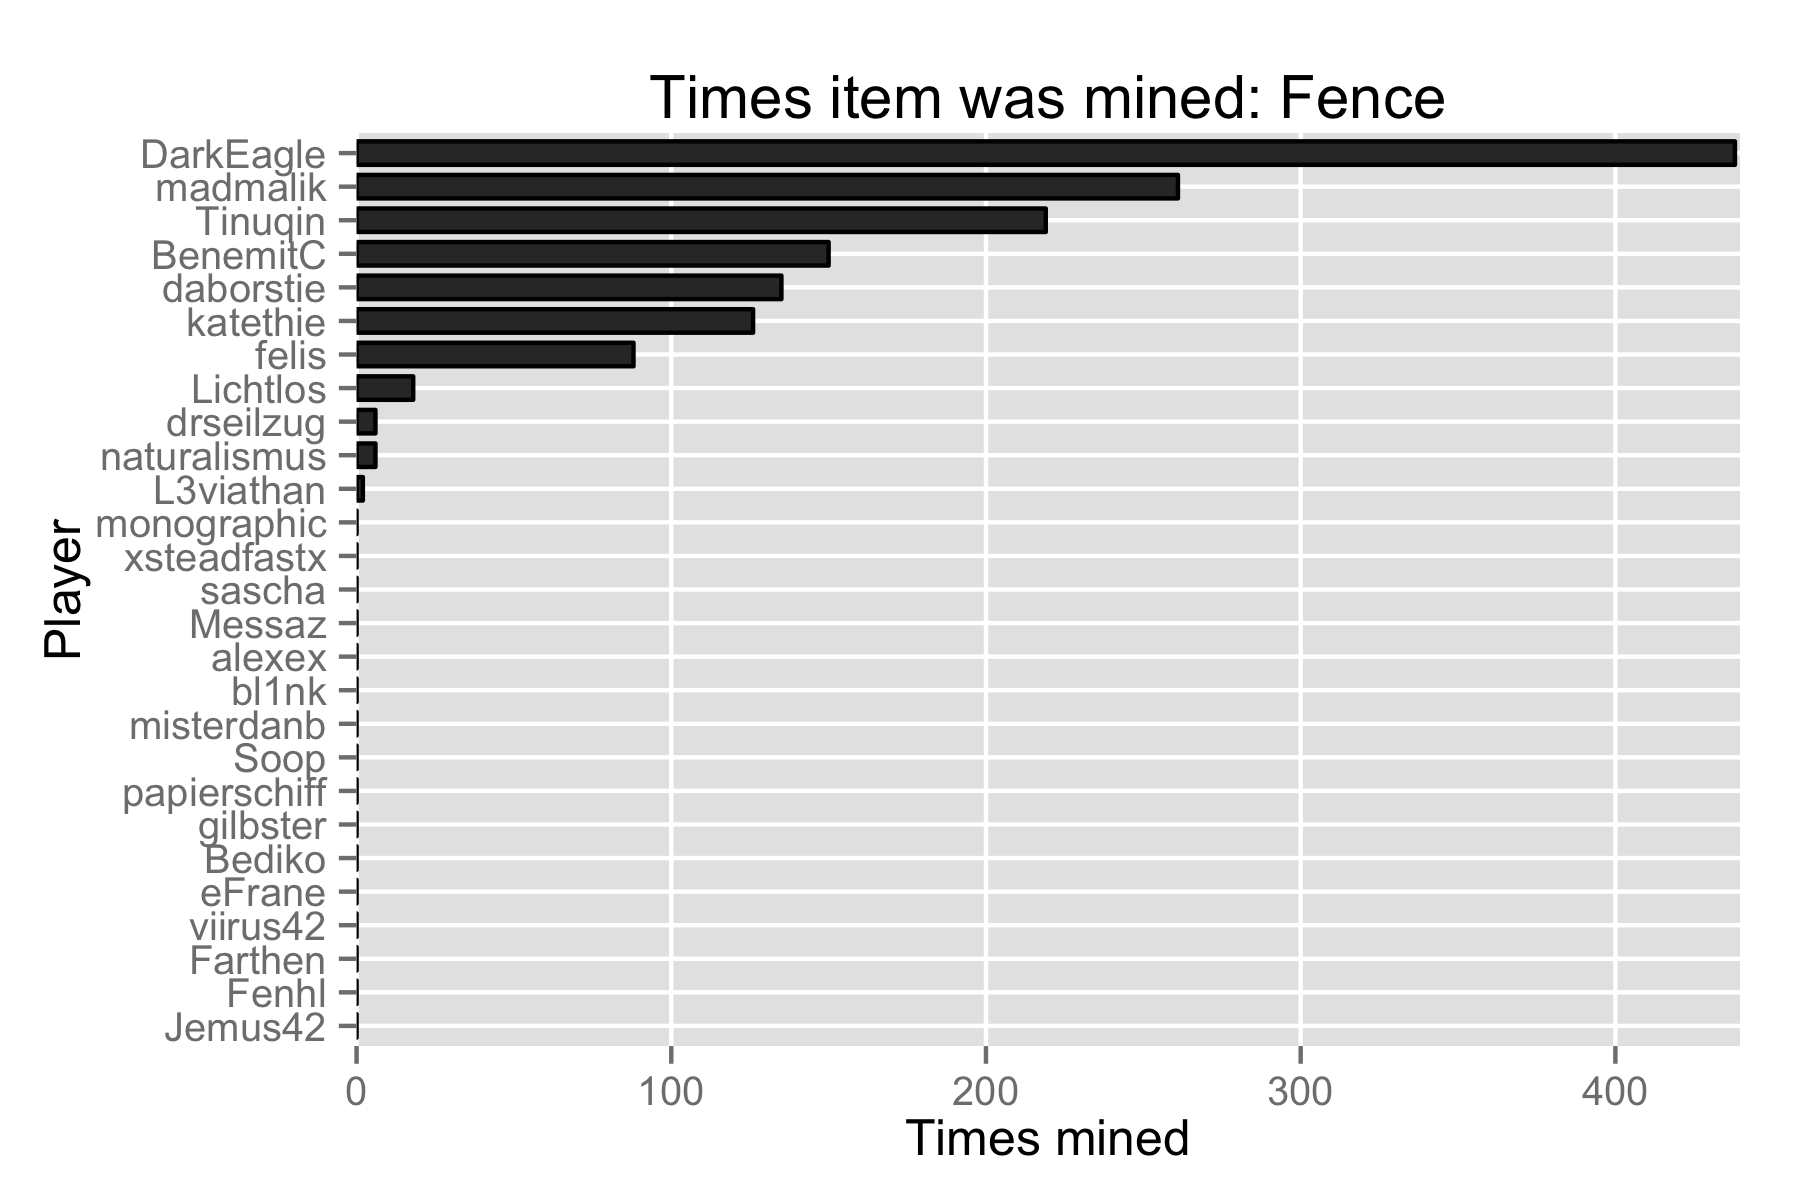 Times item was mined: Fence
DarkEagle
madmalik
Tinuqin
BenemitC
daborstie
katethie
felis
Lichtlos
drseilzug
naturalismus
L3viathan
monographic
xsteadfastx
sascha
Messaz
alexex
bl1nk
misterdanb
Soop
papierschiff
gilbster
Bediko
eFrane
viirus42
Farthen
Fenhl
Jemus42
Player
0 100 200 300 400
Times mined